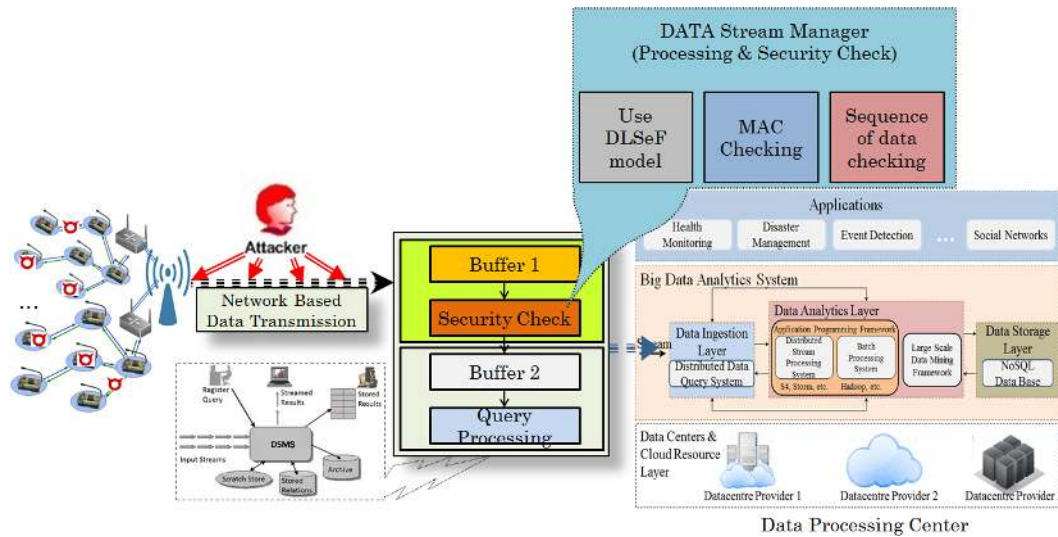 DATA Stream Manager
(Processing & Security Check)
Use
DLSeF
model
MAC
Checking
Sequence
of data
checking
Attacker
Network Based
Data Transmission
Buffer 1
Security Check
Buffer 2
Query
Processing
Register
Query
Streamed
Results
Stored
Results
DSMS
Input Streams
Scratch Store
Stored
Relations
Archive
...
Applications
Health
Monitoring
Disaster
Management
Event Detection
...
Social Networks
Big Data Analytics System
Stream
Data Ingestion
Layer
Distributed Data
Query System
Data Analytics Layer
Application Programming Framework
Distributed
Stream
Processing
System
Batch
Processing
System
S4, Storm, etc.
Hadoop, etc.
Large Scale
Data Mining
Framework
Data Storage
Layer
NoSQL
Data Base
Data Centers &
Cloud Resource
Layer
Datacentre Provider 1
Datacentre Provider 2
Datacentre Provider
Data Processing Center